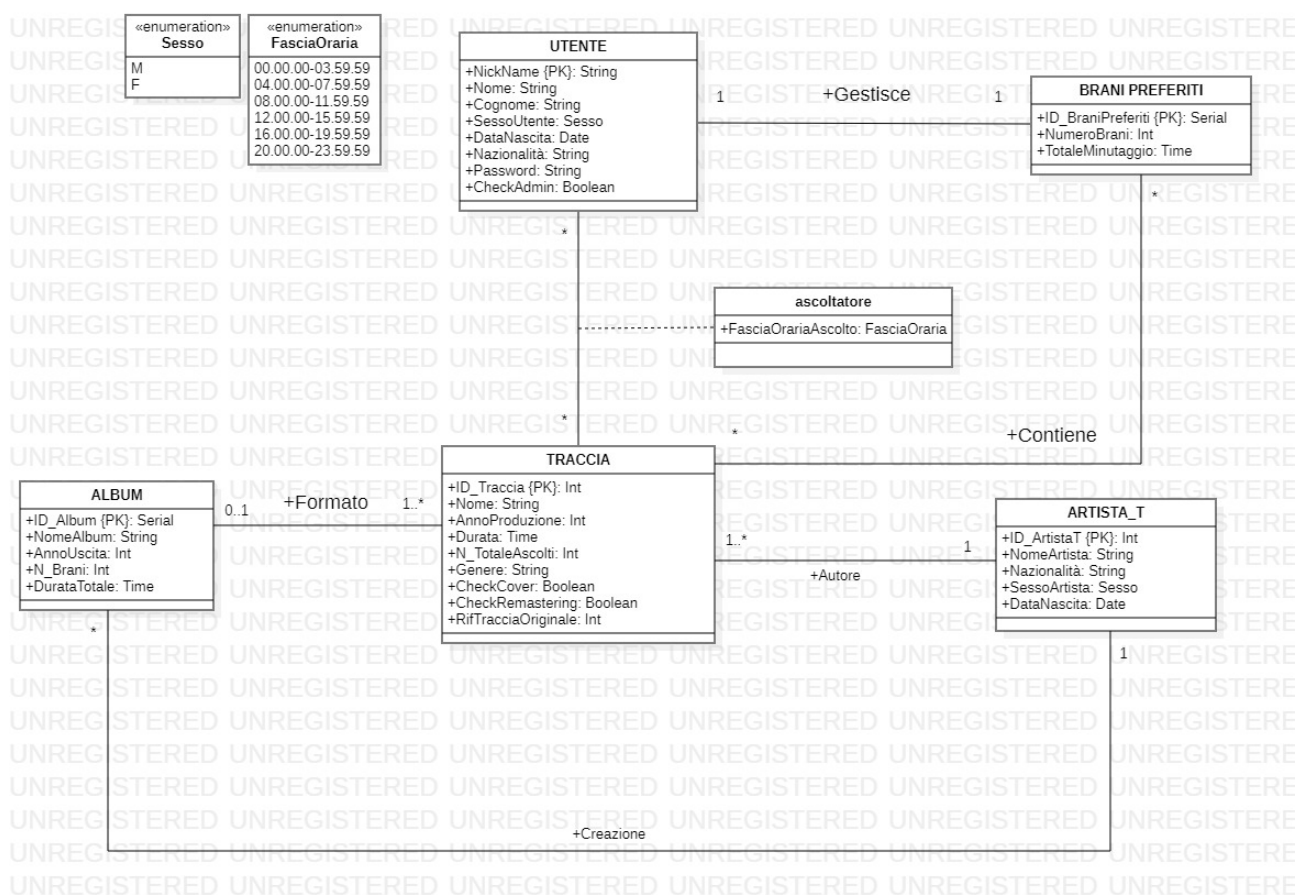 «enumeration»
Sesso
M
F
«enumeration»
FasciaOraria
00.00.00-03.59.59
04.00.00-07.59.59
08.00.00-11.59.59
12.00.00-15.59.59
16.00.00-19.59.59
20.00.00-23.59.59
UTENTE
+NickName {PK}: String
+Nome: String
+Cognome: String
+SessoUtente: Sesso
+DataNascita: Date
+Nazionalità: String
+Password: String
+CheckAdmin: Boolean
1
+Gestisce
1
BRANI PREFERITI
+ID_BraniPreferiti {PK}: Serial
+NumeroBrani: Int
+TotaleMinutaggio: Time
*
*
ascoltatore
+FasciaOrariaAscolto: FasciaOraria
*
*
+Contiene
TRACCIA
+ID_Traccia {PK}: Int
+Nome: String
+AnnoProduzione: Int
+Durata: Time
+N_TotaleAscolti: Int
+Genere: String
+CheckCover: Boolean
+CheckRemastering: Boolean
+RifTracciaOriginale: Int
ALBUM
+ID_Album {PK}: Serial
+NomeAlbum: String
+AnnoUscita: Int
+N_Brani: Int
+DurataTotale: Time
0..1
+Formato
1..*
ARTISTA_T
+ID_ArtistaT {PK}: Int
+NomeArtista: String
+Nazionalità: String
+SessoArtista: Sesso
+DataNascita: Date
1..*
1
+Autore
*
1
+Creazione
UNREGISTERED